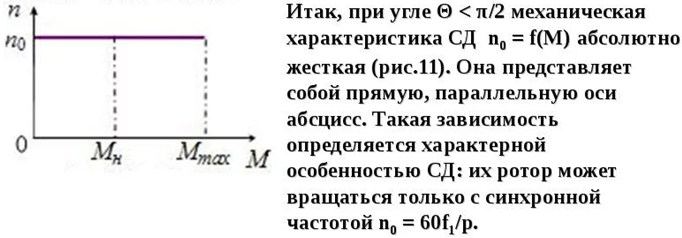 n
n₀
0
Mн
Mmax
M
Итак, при угле Θ < π/2 механическая
характеристика СД n₀ = f(M) абсолютно
жесткая (рис.11). Она представляет
собой прямую, параллельную оси
абсцисс. Такая зависимость
определяется характерной
особенностью СД: их ротор может
вращаться только с синхронной
частотой n₀ = 60f₁/p.